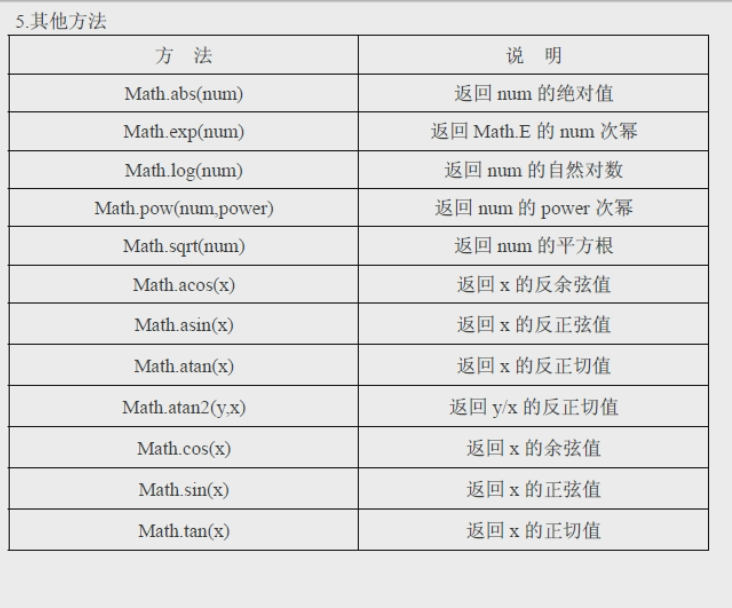 5.其他方法
方 法 说 明
Math.abs(num) 返回 num 的绝对值
Math.exp(num) 返回 Math.E 的 num 次幂
Math.log(num) 返回 num 的自然对数
Math.pow(num,power) 返回 num 的 power 次幂
Math.sqrt(num) 返回 num 的平方根
Math.acos(x) 返回 x 的反余弦值
Math.asin(x) 返回 x 的反正弦值
Math.atan(x) 返回 x 的反正切值
Math.atan2(y,x) 返回 y/x 的反正切值
Math.cos(x) 返回 x 的余弦值
Math.sin(x) 返回 x 的正弦值
Math.tan(x) 返回 x 的正切值